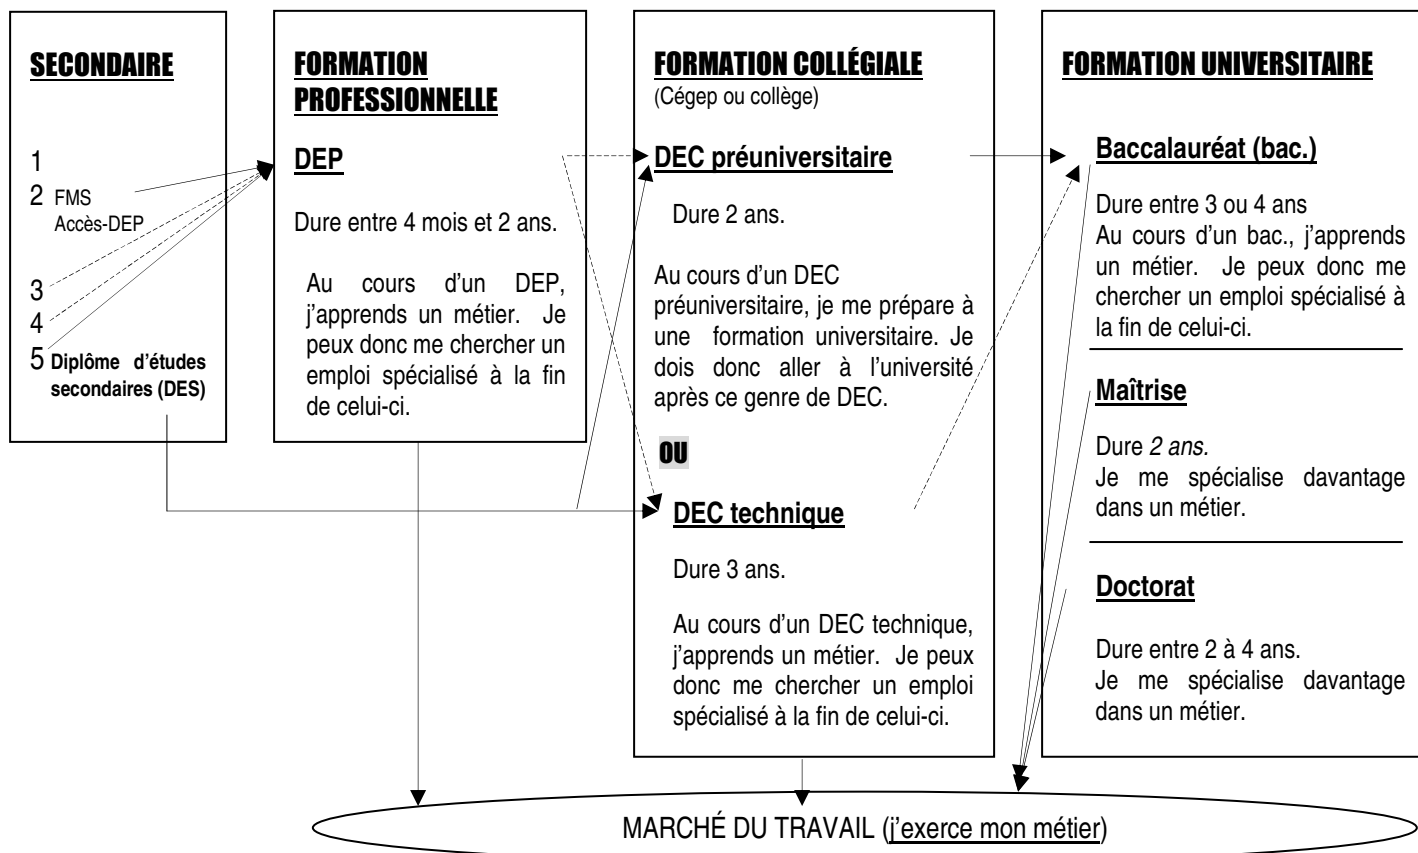 SECONDAIRE
1
2 FMS
Accès-DEP
3
4
5 Diplôme d'études
secondaires (DES)
FORMATION
PROFESSIONNELLE
DEP
Dure entre 4 mois et 2 ans.
Au cours d'un DEP,
j'apprends un métier. Je
peux donc me chercher un
emploi spécialisé à la fin
de celui-ci.
FORMATION COLLÉGIALE
(Cégep ou collège)
DEC préuniversitaire
Dure 2 ans.
Au cours d'un DEC
préuniversitaire, je me prépare à
une formation universitaire. Je
dois donc aller à l'université
après ce genre de DEC.
OU
DEC technique
Dure 3 ans.
Au cours d'un DEC technique,
j'apprends un métier. Je peux
donc me chercher un emploi
spécialisé à la fin de celui-ci.
FORMATION UNIVERSITAIRE
Baccalauréat (bac.)
Dure entre 3 ou 4 ans
Au cours d'un bac., j'apprends
un métier. Je peux donc me
chercher un emploi spécialisé à
la fin de celui-ci.
Maîtrise
Dure 2 ans.
Je me spécialise davantage
dans un métier.
Doctorat
Dure entre 2 à 4 ans.
Je me spécialise davantage
dans un métier.
MARCHÉ DU TRAVAIL (j'exerce mon métier)